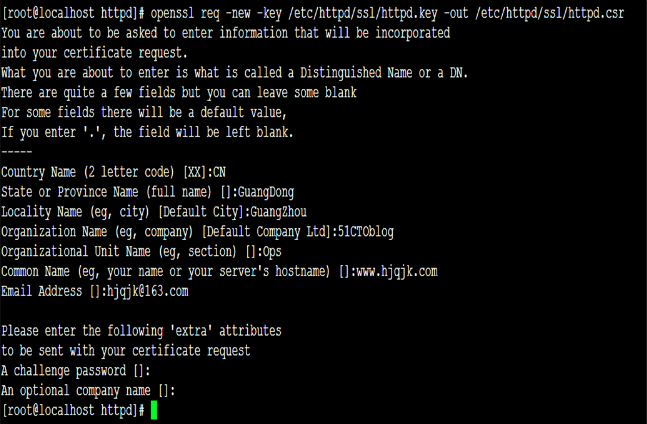 [root@localhost httpd]# openssl req -new -key /etc/httpd/ssl/httpd.key -out /etc/httpd/ssl/httpd.csr
You are about to be asked to enter information that will be incorporated
into your certificate request.
What you are about to enter is what is called a Distinguished Name or a DN.
There are quite a few fields but you can leave some blank
For some fields there will be a default value,
If you enter '.', the field will be left blank.
-----
Country Name (2 letter code) [XX]:CN
State or Province Name (full name) []:GuangDong
Locality Name (eg, city) [Default City]:GuangZhou
Organization Name (eg, company) [Default Company Ltd]:51CTOblog
Organizational Unit Name (eg, section) []:Ops
Common Name (eg, your name or your server's hostname) []:www.hjqjk.com
Email Address []:hjqjk@163.com
Please enter the following 'extra' attributes
to be sent with your certificate request
A challenge password []:
An optional company name []:
[root@localhost httpd]#